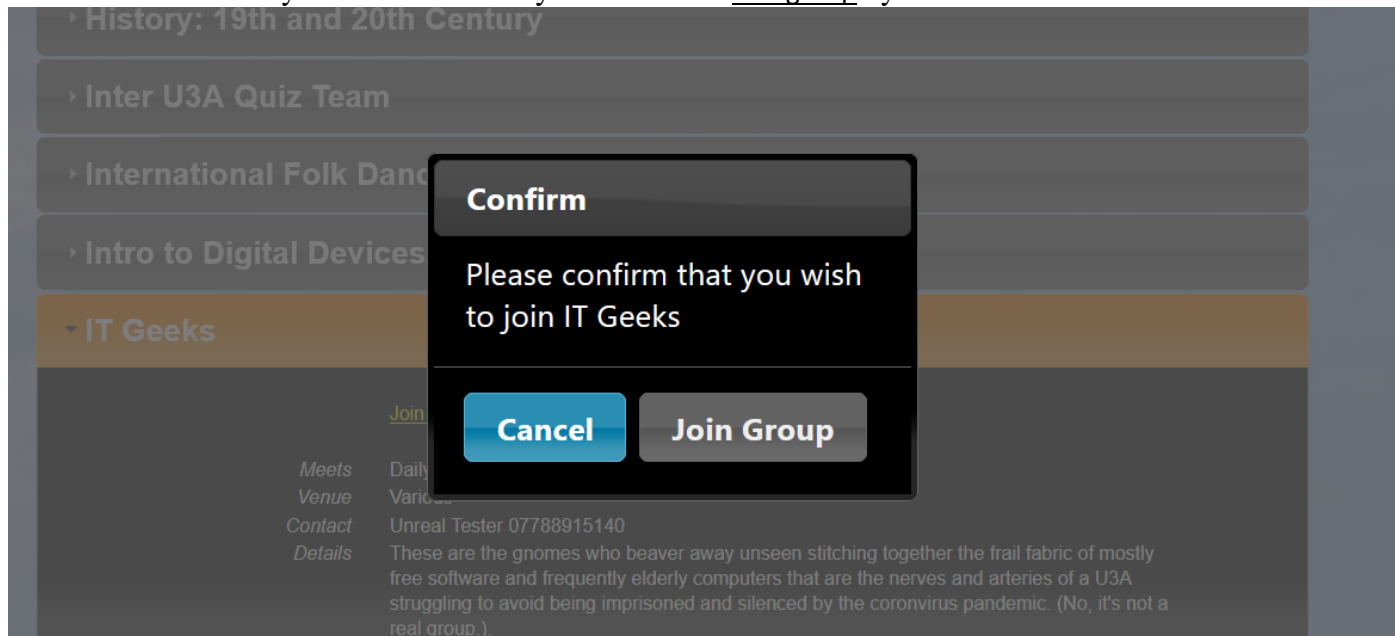 History: 19th and 20th Century
Inter U3A Quiz Team
International Folk Danc
Intro to Digital Devices
IT Geeks
Confirm
Please confirm that you wish
to join IT Geeks
Cancel Join Group
Join
Meets Daily
Venue Various
Contact Unreal Tester 07788915140
Details These are the gnomes who beaver away unseen stitching together the frail fabric of mostly
free software and frequently elderly computers that are the nerves and arteries of a U3A
struggling to avoid being imprisoned and silenced by the coronvirus pandemic. (No, it's not a
real group.).